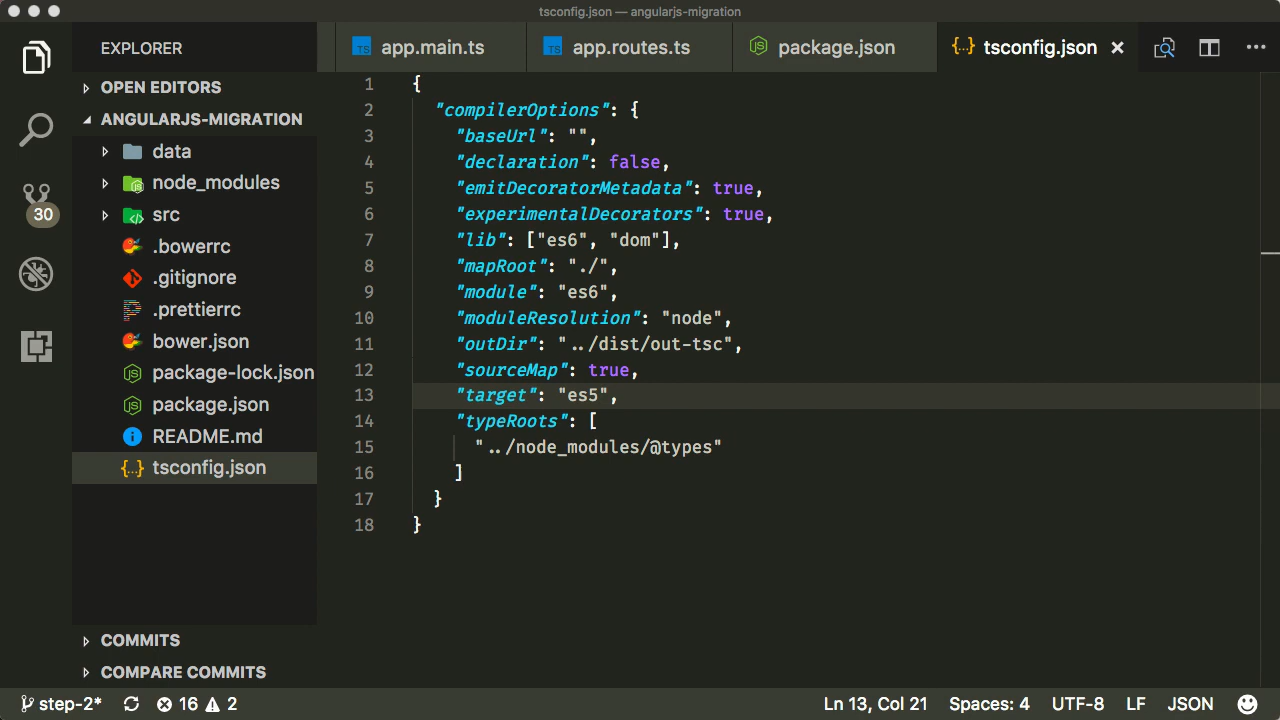 tsconfig.json — angularjs-migration
EXPLORER
OPEN EDITORS
ANGULARJS-MIGRATION
data
node_modules
src
.bowerrc
.gitignore
.prettierrc
bower.json
package-lock.json
package.json
README.md
tsconfig.json
COMMITS
COMPARE COMMITS
30
TS app.main.ts
TS app.routes.ts
JS package.json
{..} tsconfig.json ×
1 {
2 "compilerOptions": {
3 "baseUrl": "",
4 "declaration": false,
5 "emitDecoratorMetadata": true,
6 "experimentalDecorators": true,
7 "lib": ["es6", "dom"],
8 "mapRoot": "./",
9 "module": "es6",
10 "moduleResolution": "node",
11 "outDir": "../dist/out-tsc",
12 "sourceMap": true,
13 "target": "es5",
14 "typeRoots": [
15 "../node_modules/@types"
16 ]
17 }
18 }
step-2* 16 2 Ln 13, Col 21 Spaces: 4 UTF-8 LF JSON